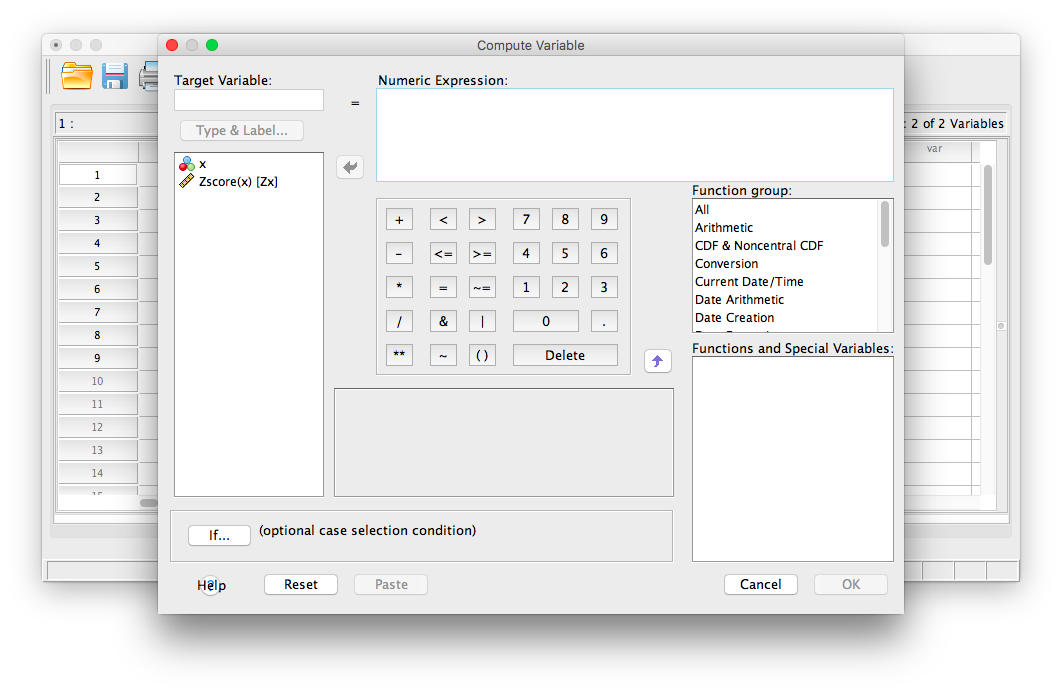 Compute Variable
Target Variable:
Numeric Expression:
=
Type & Label...
1 :
: 2 of 2 Variables
var
x
Zscore(x) [Zx]
1
2
3
4
5
6
7
8
9
10
11
12
13
14
15
+ < > 7 8 9
- <= >= 4 5 6
* = ~= 1 2 3
/ & | 0 .
** ~ () Delete
Function group:
All
Arithmetic
CDF & Noncentral CDF
Conversion
Current Date/Time
Date Arithmetic
Date Creation
Functions and Special Variables:
If...
(optional case selection condition)
Help
Reset
Paste
Cancel
OK